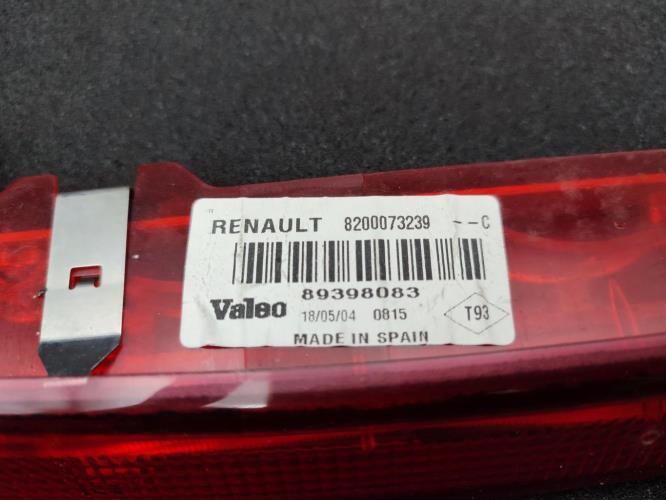 RENAULT 8200073239 --C
89398083
Valeo 18/05/04 0815 T93
MADE IN SPAIN